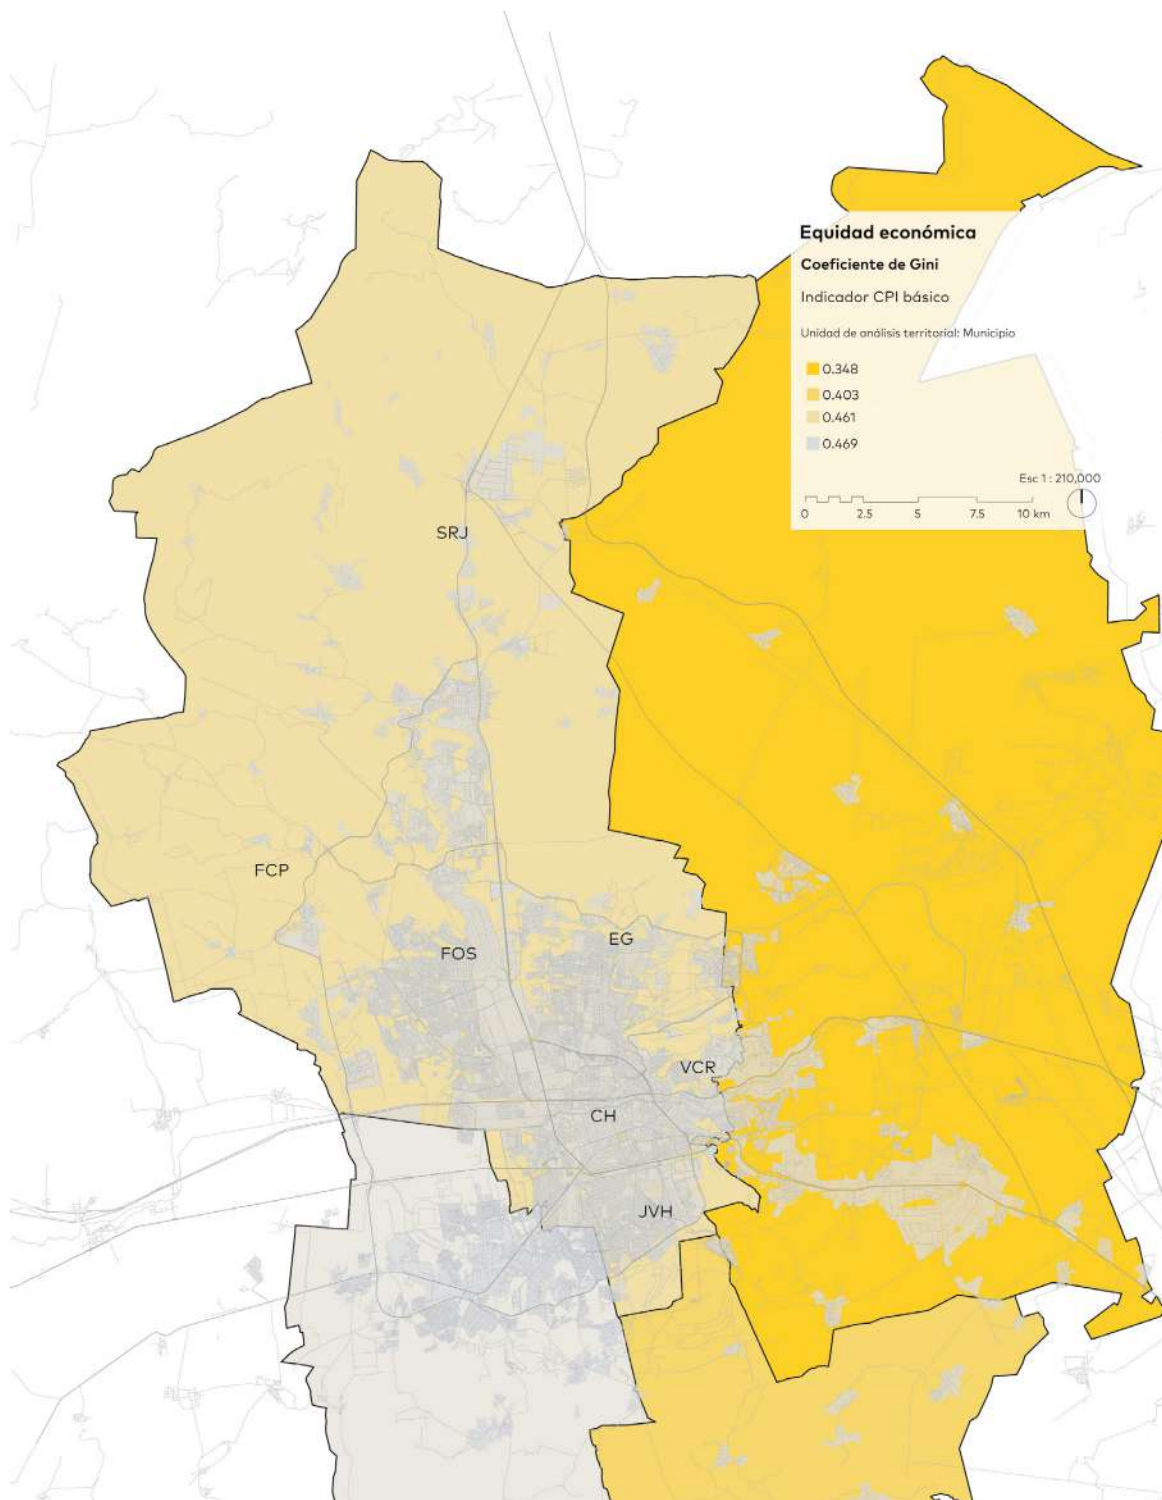 Equidad económica
Coeficiente de Gini
Indicador CPI básico
Unidad de análisis territorial: Municipio
0.348
0.403
0.461
0.469
Esc 1 : 210,000
0 2.5 5 7.5 10 km
SRJ
FCP
EG
FOS
VCR
CH
JVH